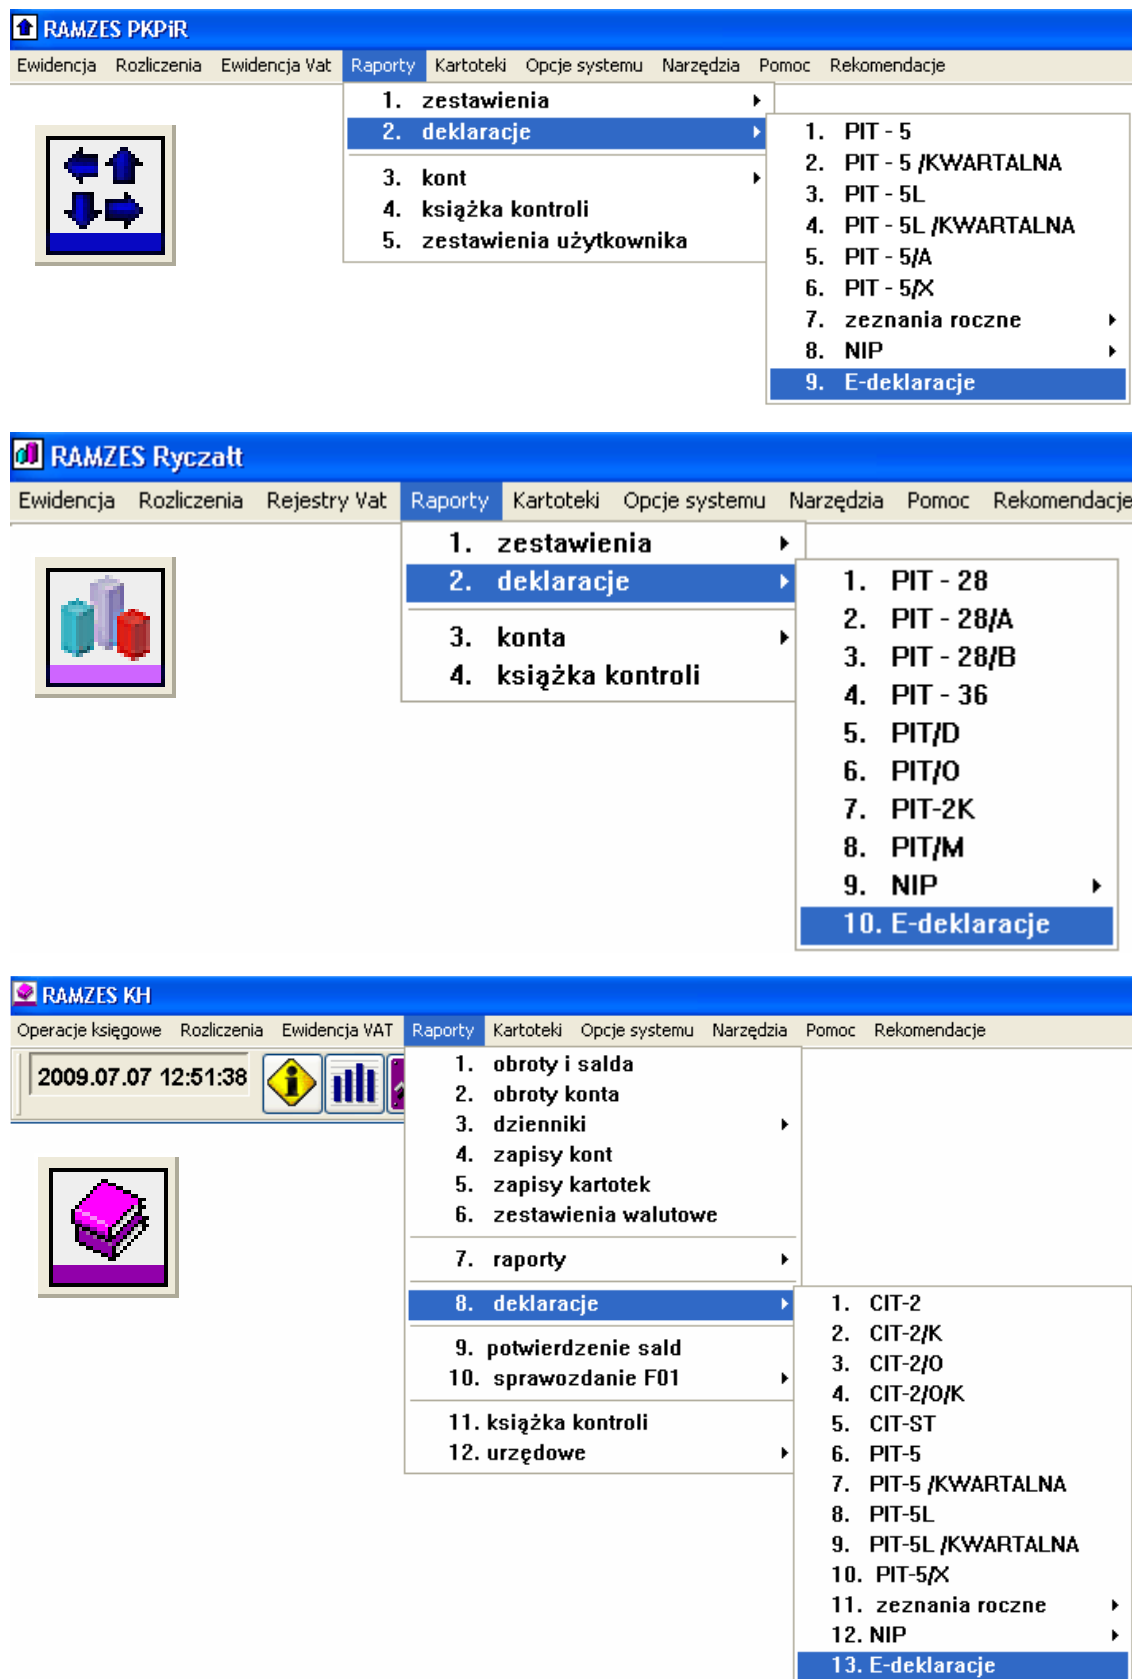 RAMZES PKPiR
Ewidencja Rozliczenia Ewidencja Vat Raporty Kartoteki Opcje systemu Narzędzia Pomoc Rekomendacje
1. zestawienia
2. deklaracje
3. kont
4. książka kontroli
5. zestawienia użytkownika
1. PIT - 5
2. PIT - 5 /KWARTALNA
3. PIT - 5L
4. PIT - 5L /KWARTALNA
5. PIT - 5/A
6. PIT - 5/X
7. zeznania roczne
8. NIP
9. E-deklaracje
RAMZES Ryczałt
Ewidencja Rozliczenia Rejestry Vat Raporty Kartoteki Opcje systemu Narzędzia Pomoc Rekomendacje
1. zestawienia
2. deklaracje
3. konta
4. książka kontroli
1. PIT - 28
2. PIT - 28/A
3. PIT - 28/B
4. PIT - 36
5. PIT/D
6. PIT/O
7. PIT-2K
8. PIT/M
9. NIP
10. E-deklaracje
RAMZES KH
Operacje księgowe Rozliczenia Ewidencja VAT Raporty Kartoteki Opcje systemu Narzędzia Pomoc Rekomendacje
2009.07.07 12:51:38
1. obroty i salda
2. obroty konta
3. dzienniki
4. zapisy kont
5. zapisy kartotek
6. zestawienia walutowe
7. raporty
8. deklaracje
9. potwierdzenie sald
10. sprawozdanie F01
11. książka kontroli
12. urzędowe
1. CIT-2
2. CIT-2/K
3. CIT-2/O
4. CIT-2/O/K
5. CIT-ST
6. PIT-5
7. PIT-5 /KWARTALNA
8. PIT-5L
9. PIT-5L /KWARTALNA
10. PIT-5/X
11. zeznania roczne
12. NIP
13. E-deklaracje